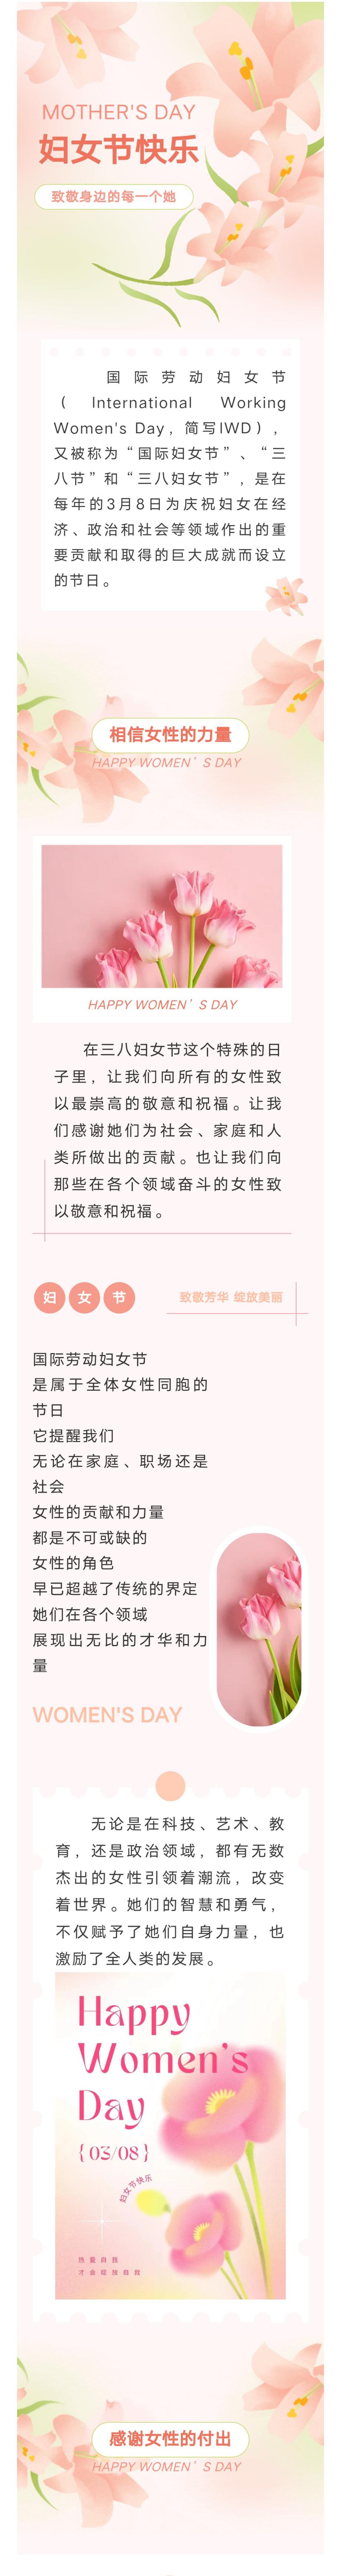 MOTHER'S DAY
妇女节快乐
致敬身边的每一个她
国际劳动妇女节
（ International Working
Women's Day，简写IWD），
又被称为“国际妇女节”、“三
八节”和“三八妇女节”，是在
每年的3月8日为庆祝妇女在经
济、政治和社会等领域作出的重
要贡献和取得的巨大成就而设立
的节日。
相信女性的力量
HAPPY WOMEN’S DAY
HAPPY WOMEN’S DAY
在三八妇女节这个特殊的日
子里，让我们向所有的女性致
以最崇高的敬意和祝福。让我
们感谢她们为社会、家庭和人
类所做出的贡献。也让我们向
那些在各个领域奋斗的女性致
以敬意和祝福。
妇 女 节
致敬芳华 绽放美丽
国际劳动妇女节
是属于全体女性同胞的
节日
它提醒我们
无论在家庭、职场还是
社会
女性的贡献和力量
都是不可或缺的
女性的角色
早已超越了传统的界定
她们在各个领域
展现出无比的才华和力
量
WOMEN'S DAY
无论是在科技、艺术、教
育，还是政治领域，都有无数
杰出的女性引领着潮流，改变
着世界。她们的智慧和勇气，
不仅赋予了她们自身力量，也
激励了全人类的发展。
Happy
Women's
Day
{03/08}
妇女节快乐
热爱自我
才会绽放自我
感谢女性的付出
HAPPY WOMEN’S DAY